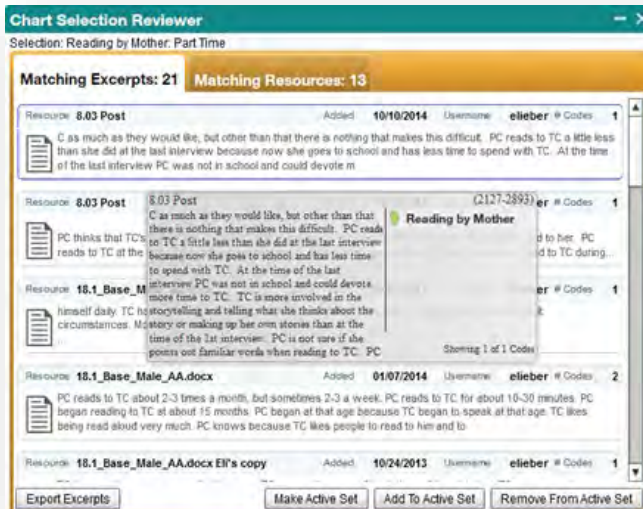 Chart Selection Reviewer
Selection: Reading by Mother: Part Time
Matching Excerpts: 21 Matching Resources: 13
Resource 8.03 Post Added 10/10/2014 Username elieber # Codes 1
C as much as they would like, but other than that there is nothing that makes this difficult. PC reads to TC a little less
than she did at the last interview because now she goes to school and has less time to spend with TC. At the time
of the last interview PC was not in school and could devote m
Resource 8.03 Post er # Codes 1
PC thinks that TC's d to her. PC
reads to TC at the d to TC during...
8.03 Post (2127-2893)
C as much as they would like, but other than that
there is nothing that makes this difficult. PC reads
to TC a little less than she did at the last interview
because now she goes to school and has less time
to spend with TC. At the time of the last
interview PC was not in school and could devote
more time to TC. TC is more involved in the
storytelling and telling what she thinks about the
story or making up her own stories than at the
time of the 1st interview. PC is not sure if she
points out familiar words when reading to TC. PC
Reading by Mother
Showing 1 of 1 Codes
Resource 18.1_Base_M er # Codes 1
himself daily. TC ha
circumstances. M
Resource 18.1_Base_Male_AA.docx Added 01/07/2014 Username elieber # Codes 2
PC reads to TC about 2-3 times a month, but sometimes 2-3 a week. PC reads to TC for about 10-30 minutes. PC
began reading to TC at about 15 months. PC began at that age because TC began to speak at that age. TC likes
being read aloud very much. PC knows because TC likes people to read to him and to
Resource 18.1_Base_Male_AA.docx Eli's copy Added 10/24/2013 Username elieber # Codes 1
Export Excerpts Make Active Set Add To Active Set Remove From Active Set